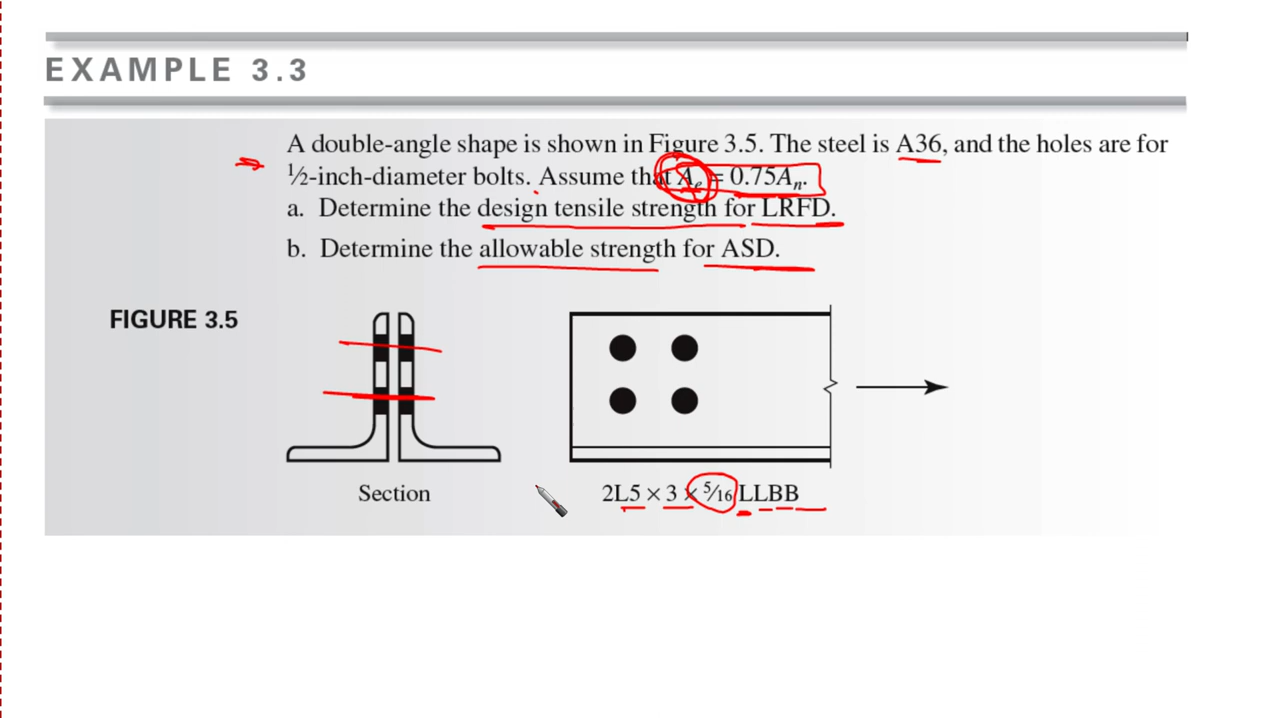 EXAMPLE 3.3
A double-angle shape is shown in Figure 3.5. The steel is A36, and the holes are for
½-inch-diameter bolts. Assume that Aₑ = 0.75Aₙ.
a. Determine the design tensile strength for LRFD.
b. Determine the allowable strength for ASD.
FIGURE 3.5
Section
2L5 × 3 × 5⁄16 LLBB